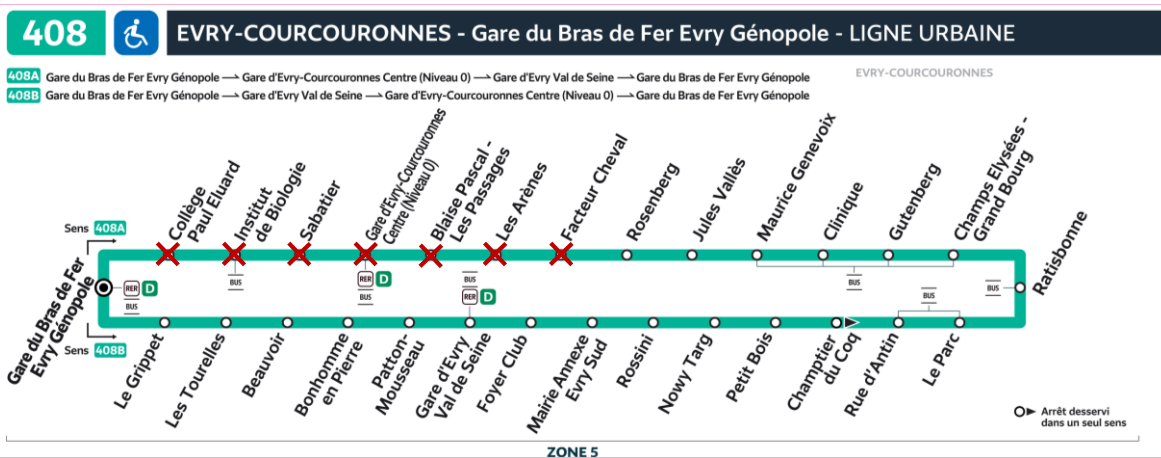 408
EVRY-COURCOURONNES - Gare du Bras de Fer Evry Génopole - LIGNE URBAINE
408A Gare du Bras de Fer Evry Génopole → Gare d'Evry-Courcouronnes Centre (Niveau 0) → Gare d'Evry Val de Seine → Gare du Bras de Fer Evry Génopole
408B Gare du Bras de Fer Evry Génopole → Gare d'Evry Val de Seine → Gare d'Evry-Courcouronnes Centre (Niveau 0) → Gare du Bras de Fer Evry Génopole
EVRY-COURCOURONNES
Sens 408A
Gare du Bras de Fer
Evry Génopole
RER D
BUS
Sens 408B
Collège
Paul Eluard
Institut
de Biologie
BUS
Sabatier
Gare d'Evry-Courcouronnes
Centre (Niveau 0)
RER D
BUS
Blaise Pascal -
Les Passages
Les Arènes
Facteur Cheval
Rosenberg
Jules Vallès
Maurice Genevoix
Clinique
BUS
Gutenberg
Champs Elysées -
Grand Bourg
BUS
Ratisbonne
Le Grippet
Les Tourelles
Beauvoir
Bonhomme
en Pierre
Patton-
Mousseau
BUS
RER D
Gare d'Evry
Val de Seine
Foyer Club
Mairie Annexe
Evry Sud
Rossini
Nowy Targ
Petit Bois
Champtier
du Coq
BUS
Rue d'Antin
Le Parc
Arrêt desservi
dans un seul sens
ZONE 5